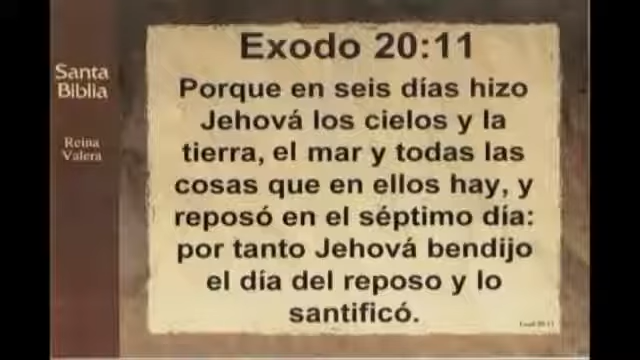 Santa
Biblia
Reina
Valera
Exodo 20:11
Porque en seis días hizo
Jehová los cielos y la
tierra, el mar y todas las
cosas que en ellos hay, y
reposó en el séptimo día:
por tanto Jehová bendijo
el día del reposo y lo
santificó.